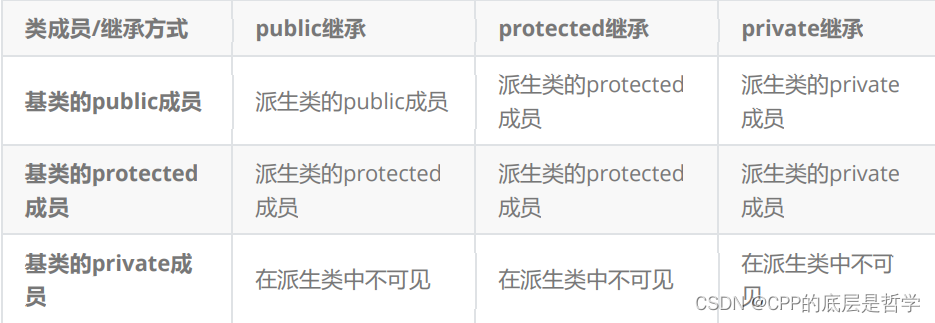 类成员/继承方式 public继承 protected继承 private继承
基类的public成员 派生类的public成员 派生类的protected成员 派生类的private成员
基类的protected成员 派生类的protected成员 派生类的protected成员 派生类的private成员
基类的private成员 在派生类中不可见 在派生类中不可见 在派生类中不可见
CSDN @CPP的底层是哲学